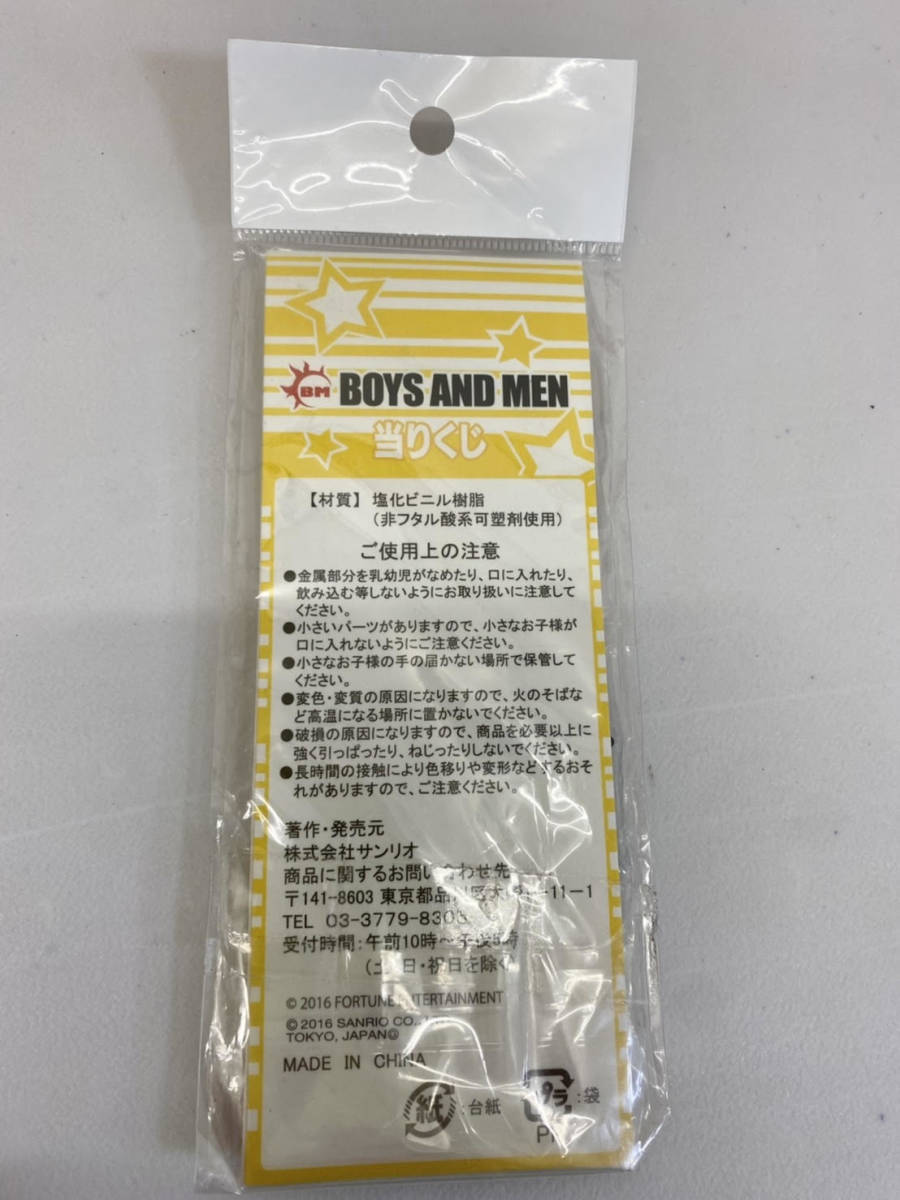 BM BOYS AND MEN
当りくじ
【材質】 塩化ビニル樹脂
（非フタル酸系可塑剤使用）
ご使用上の注意
●金属部分を乳幼児がなめたり、口に入れたり、
飲み込む等しないようにお取り扱いに注意して
ください。
●小さいパーツがありますので、小さなお子様が
口に入れないようにご注意ください。
●小さなお子様の手の届かない場所で保管して
ください。
●変色・変質の原因になりますので、火のそばな
ど高温になる場所に置かないでください。
●破損の原因になりますので、商品を必要以上に
強く引っぱったり、ねじったりしないでください。
●長時間の接触により色移りや変形などするおそ
れがありますので、ご注意ください。
著作・発売元
株式会社サンリオ
商品に関するお問い合わせ先
〒141-8603 東京都品川区大 -11-1
TEL 03-3779-
受付時間：午前10時～午後5時
（土・日・祝日を除く）
© 2016 FORTUNE ENTERTAINMENT
© 2016 SANRIO CO.,
TOKYO, JAPAN Ⓛ
MADE IN CHINA
紙 :台紙
プラ :袋